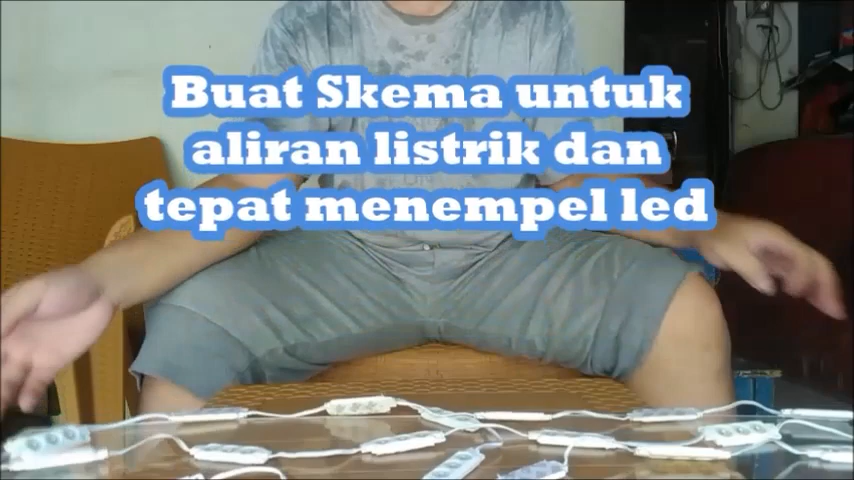 Buat Skema untuk
aliran listrik dan
tepat menempel led